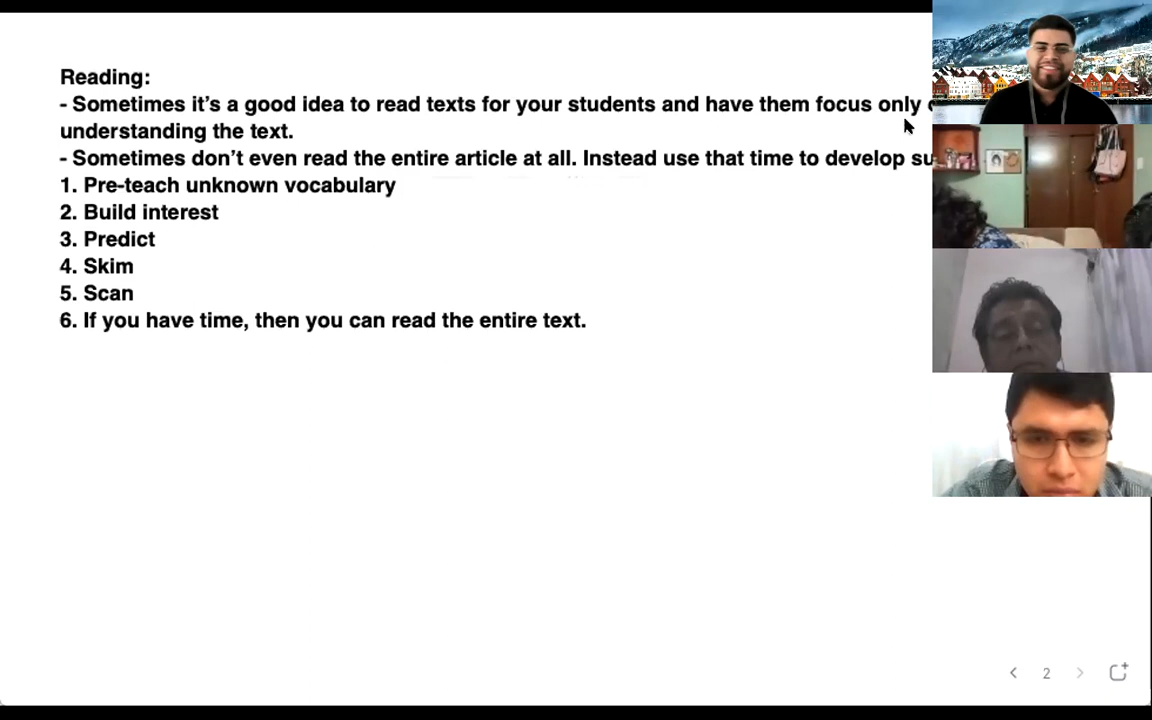 Reading:
- Sometimes it's a good idea to read texts for your students and have them focus only
understanding the text.
- Sometimes don't even read the entire article at all. Instead use that time to develop
1. Pre-teach unknown vocabulary
2. Build interest
3. Predict
4. Skim
5. Scan
6. If you have time, then you can read the entire text.
2